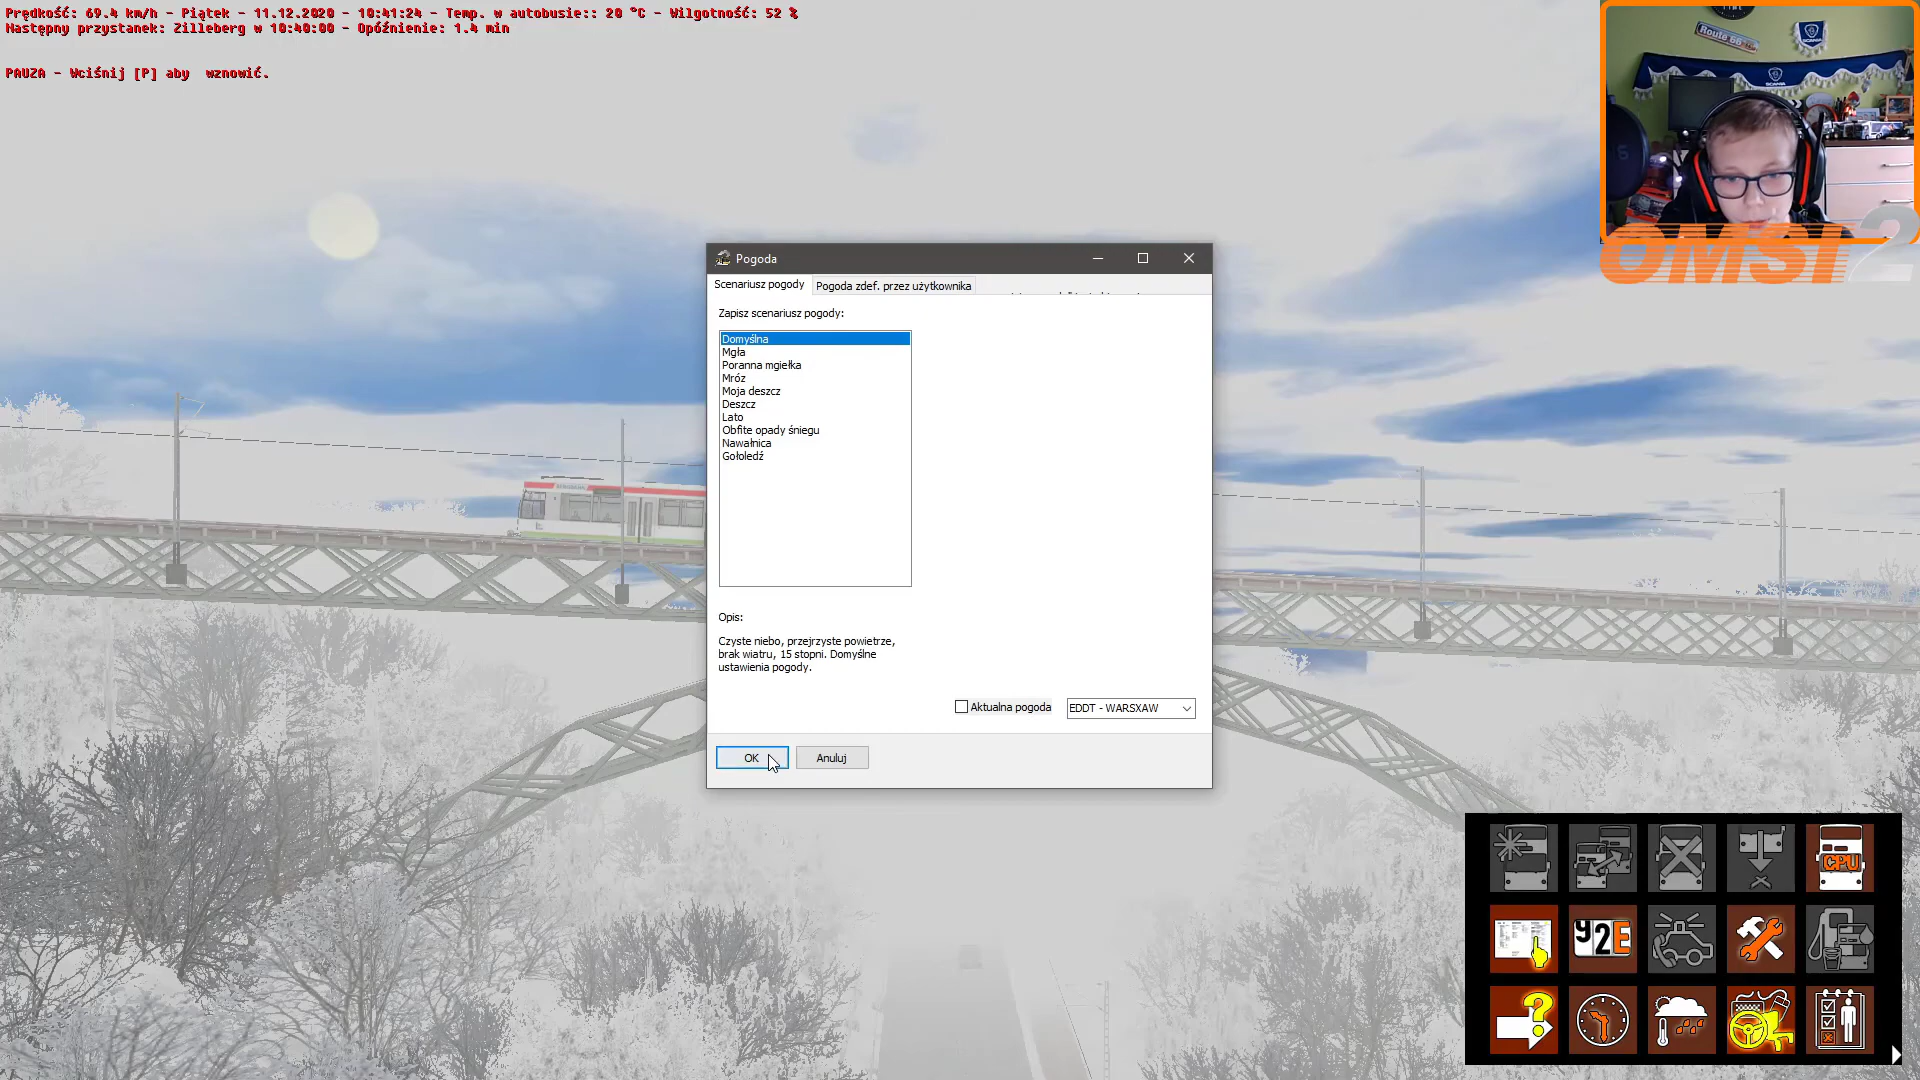 Prędkość: 69.4 km/h - Piątek - 11.12.2020 - 10:41:24 - Temp. w autobusie:: 20 °C - Wilgotność: 52 %
Następny przystanek: Zilleberg w 10:40:00 - Opóźnienie: 1.4 min
PAUZA - Wciśnij [P] aby wznowić.
Route 66
SCANIA
OMSI 2
Pogoda
Scenariusz pogody
Pogoda zdef. przez użytkownika
Zapisz scenariusz pogody:
Domyślna
Mgła
Poranna mgiełka
Mróz
Moja deszcz
Deszcz
Lato
Obfite opady śniegu
Nawałnica
Gołoledź
Opis:
Czyste niebo, przejrzyste powietrze,
brak wiatru, 15 stopni. Domyślne
ustawienia pogody.
Aktualna pogoda
EDDT - WARSXAW
OK
Anuluj
CPU
92E